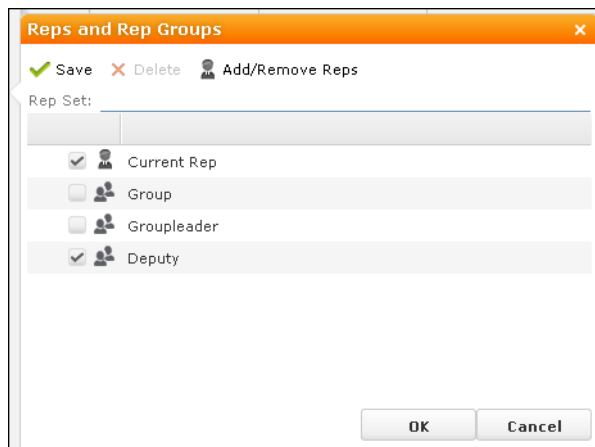 Reps and Rep Groups
Save Delete Add/Remove Reps
Rep Set:
Current Rep
Group
Groupleader
Deputy
OK Cancel